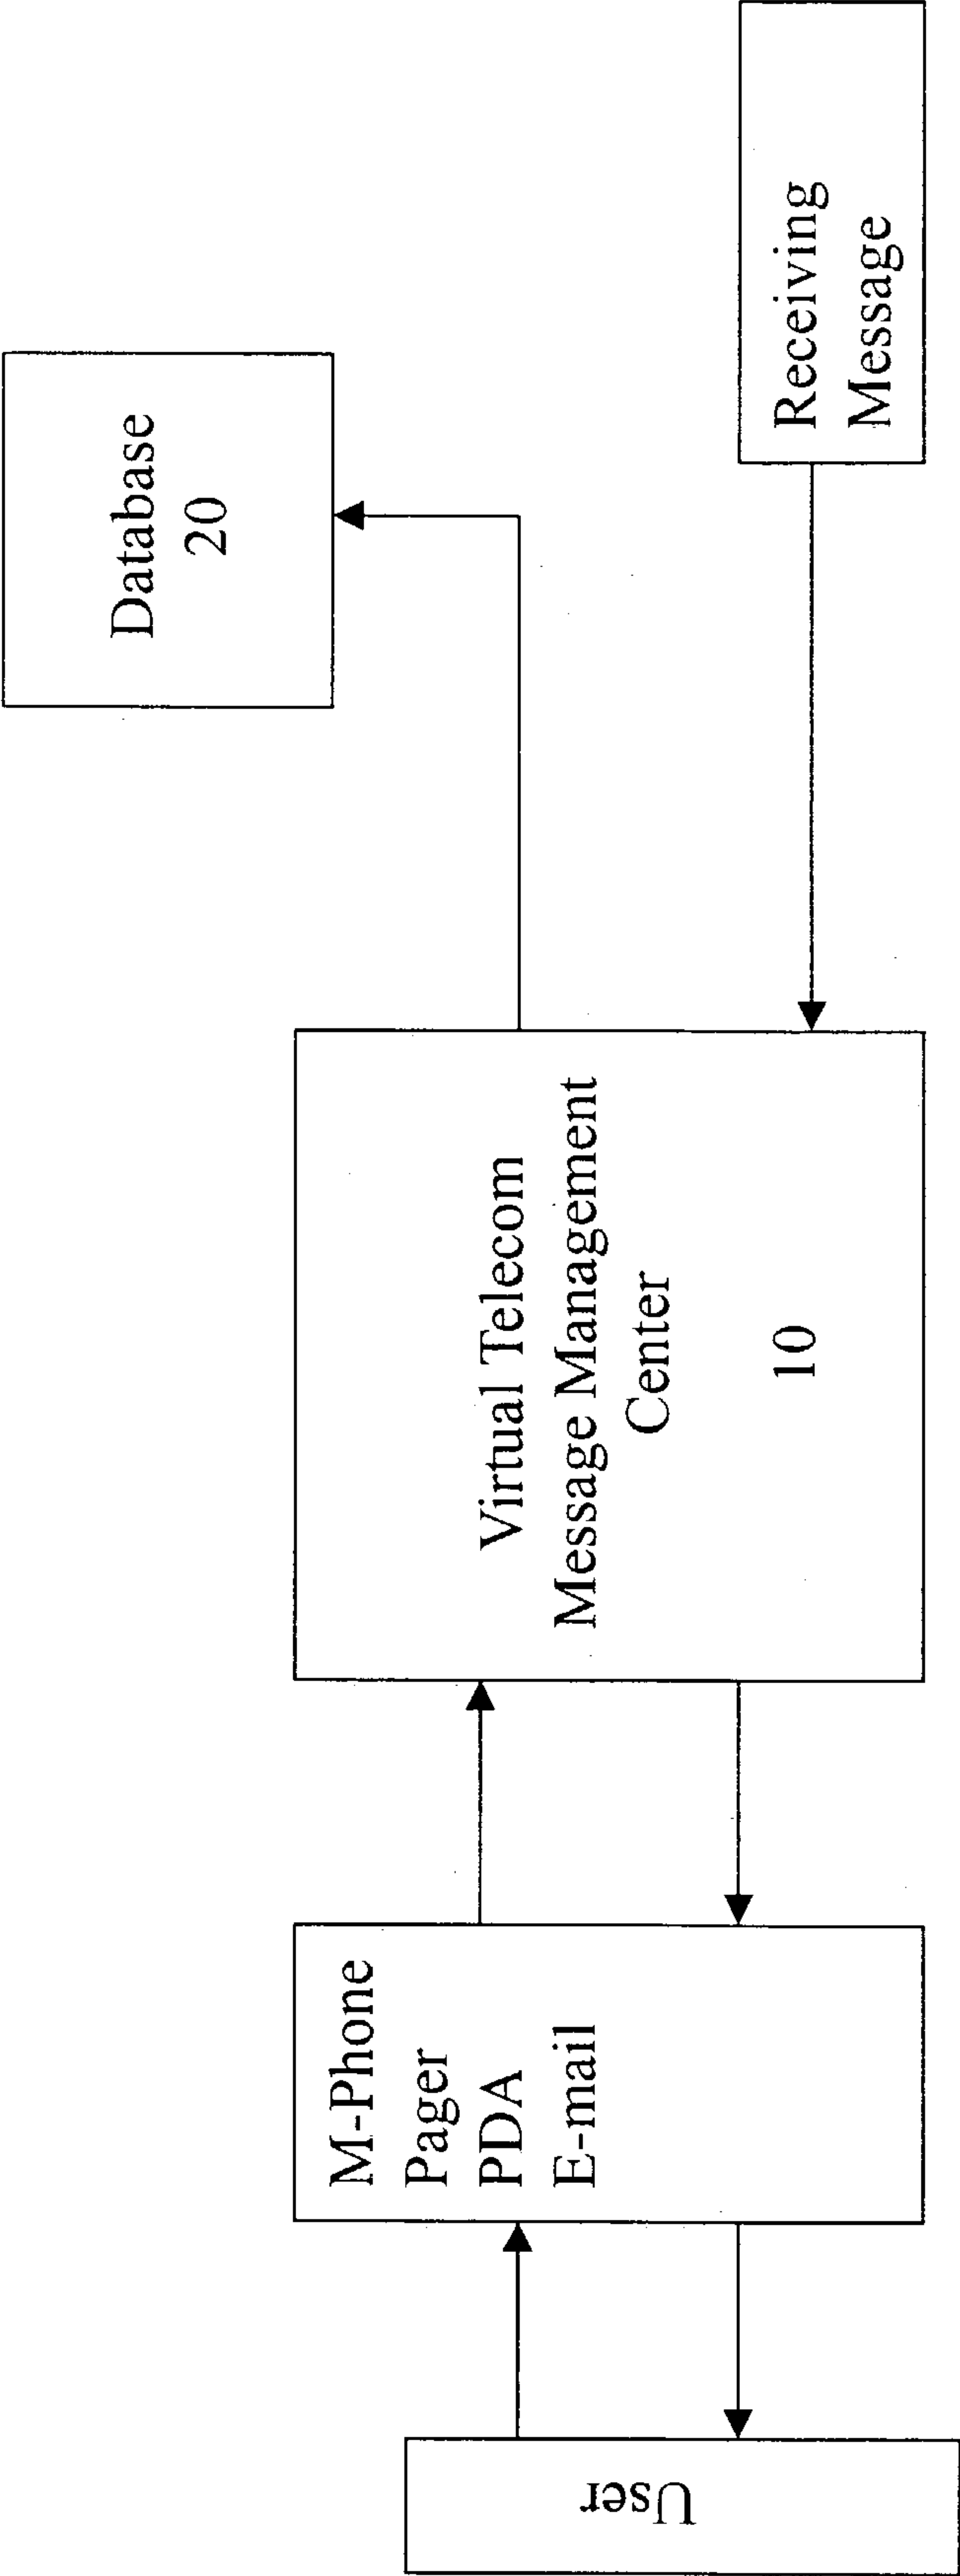 User
M-Phone
Pager
PDA
E-mail
Virtual Telecom
Message Management
Center
10
Database
20
Receiving
Message